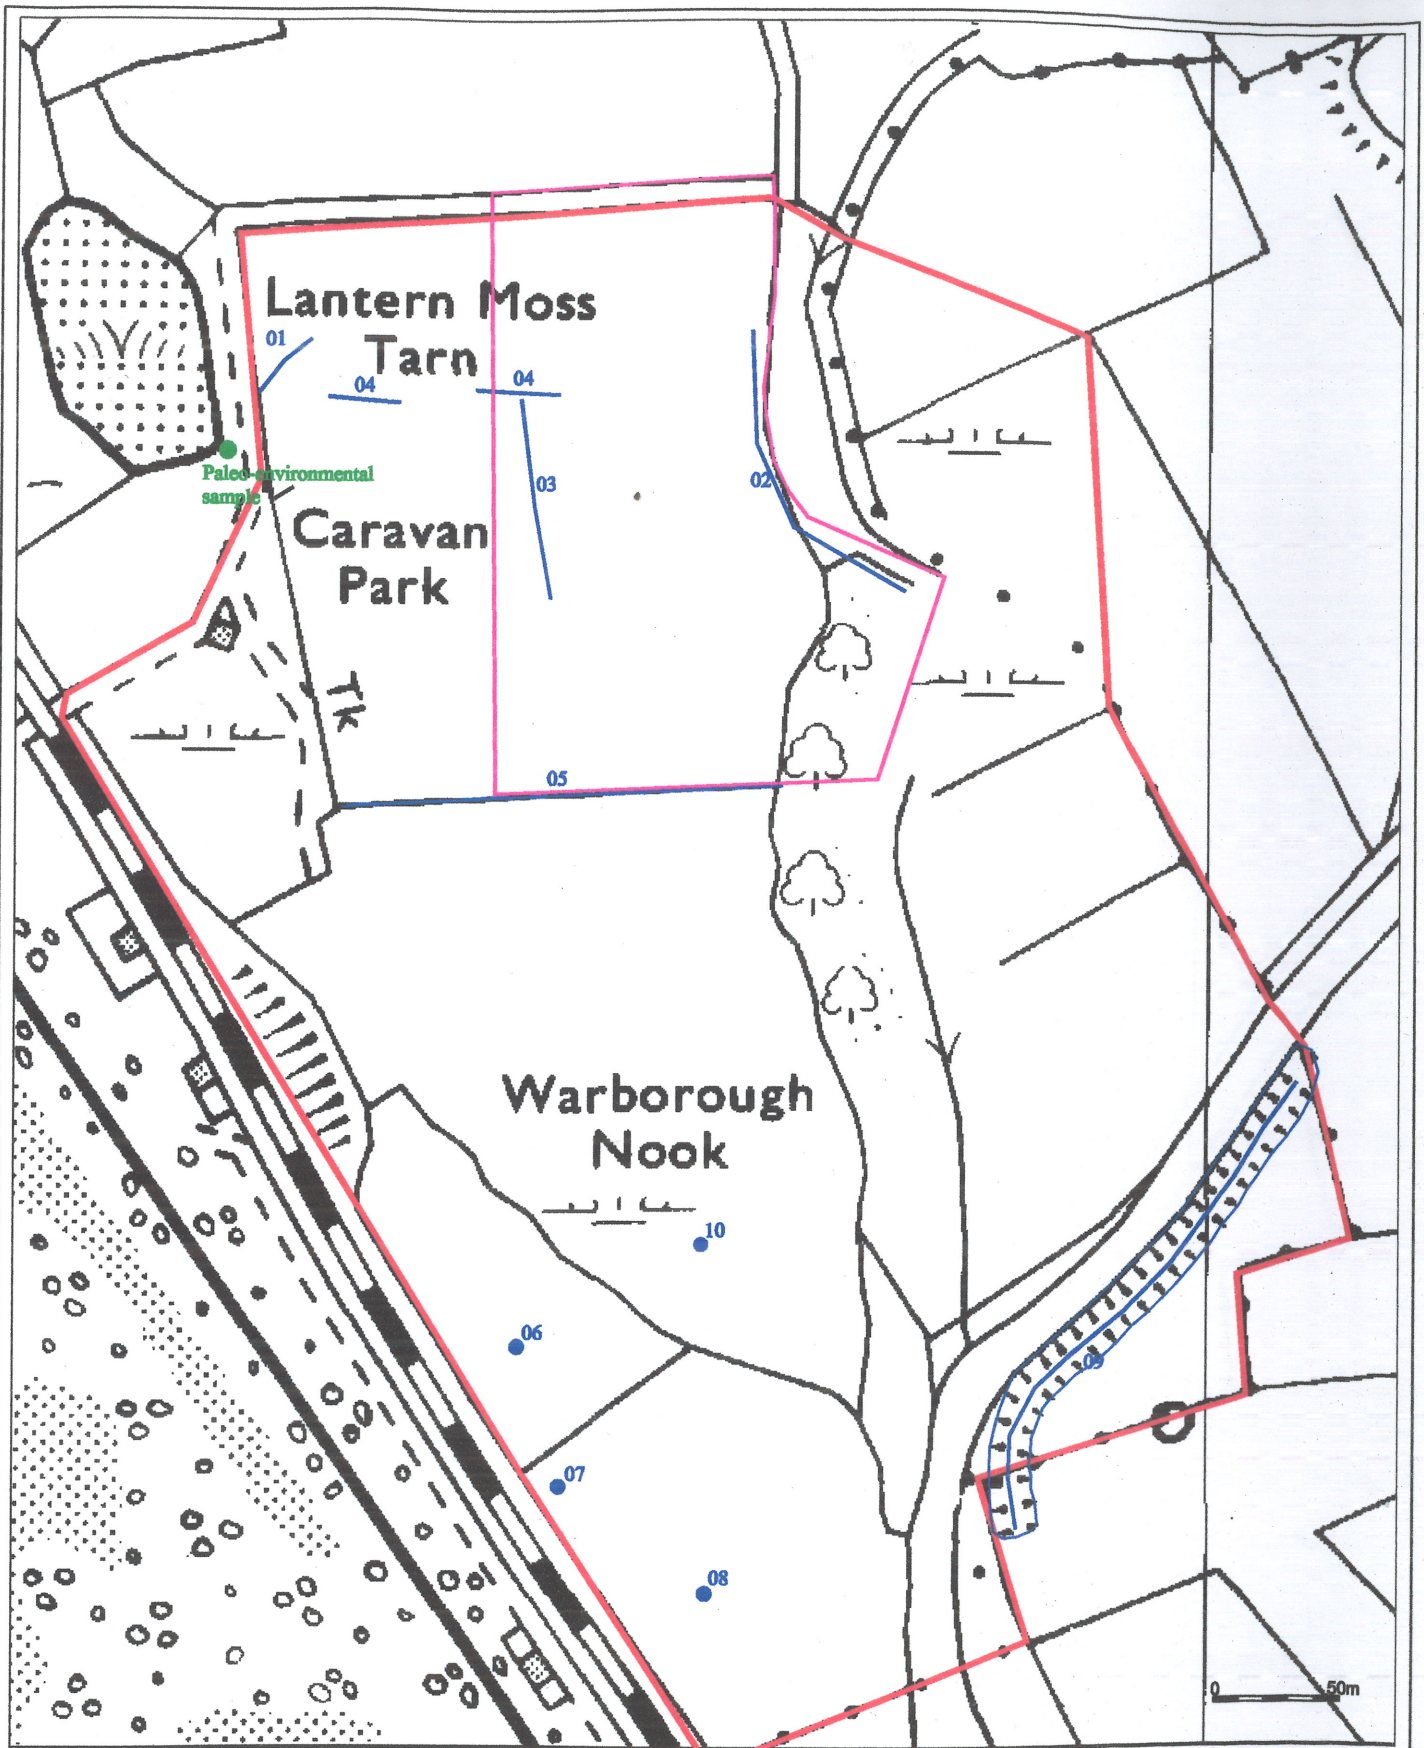 Lantern Moss
Tarn
01
04
04
Paleo-environmental
sample
03
02
Caravan
Park
Tk
05
Warborough
Nook
10
06
09
07
08
0 50m